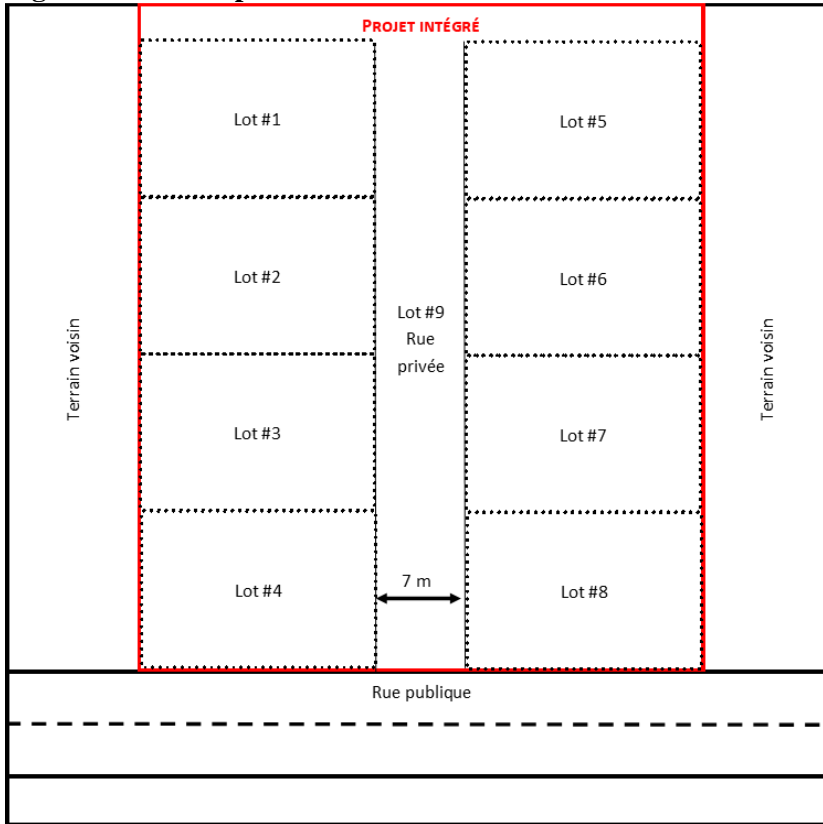 PROJET INTÉGRÉ
Lot #1
Lot #5
Lot #2
Lot #6
Lot #9
Rue
privée
Terrain voisin
Terrain voisin
Lot #3
Lot #7
7 m
Lot #4
Lot #8
Rue publique